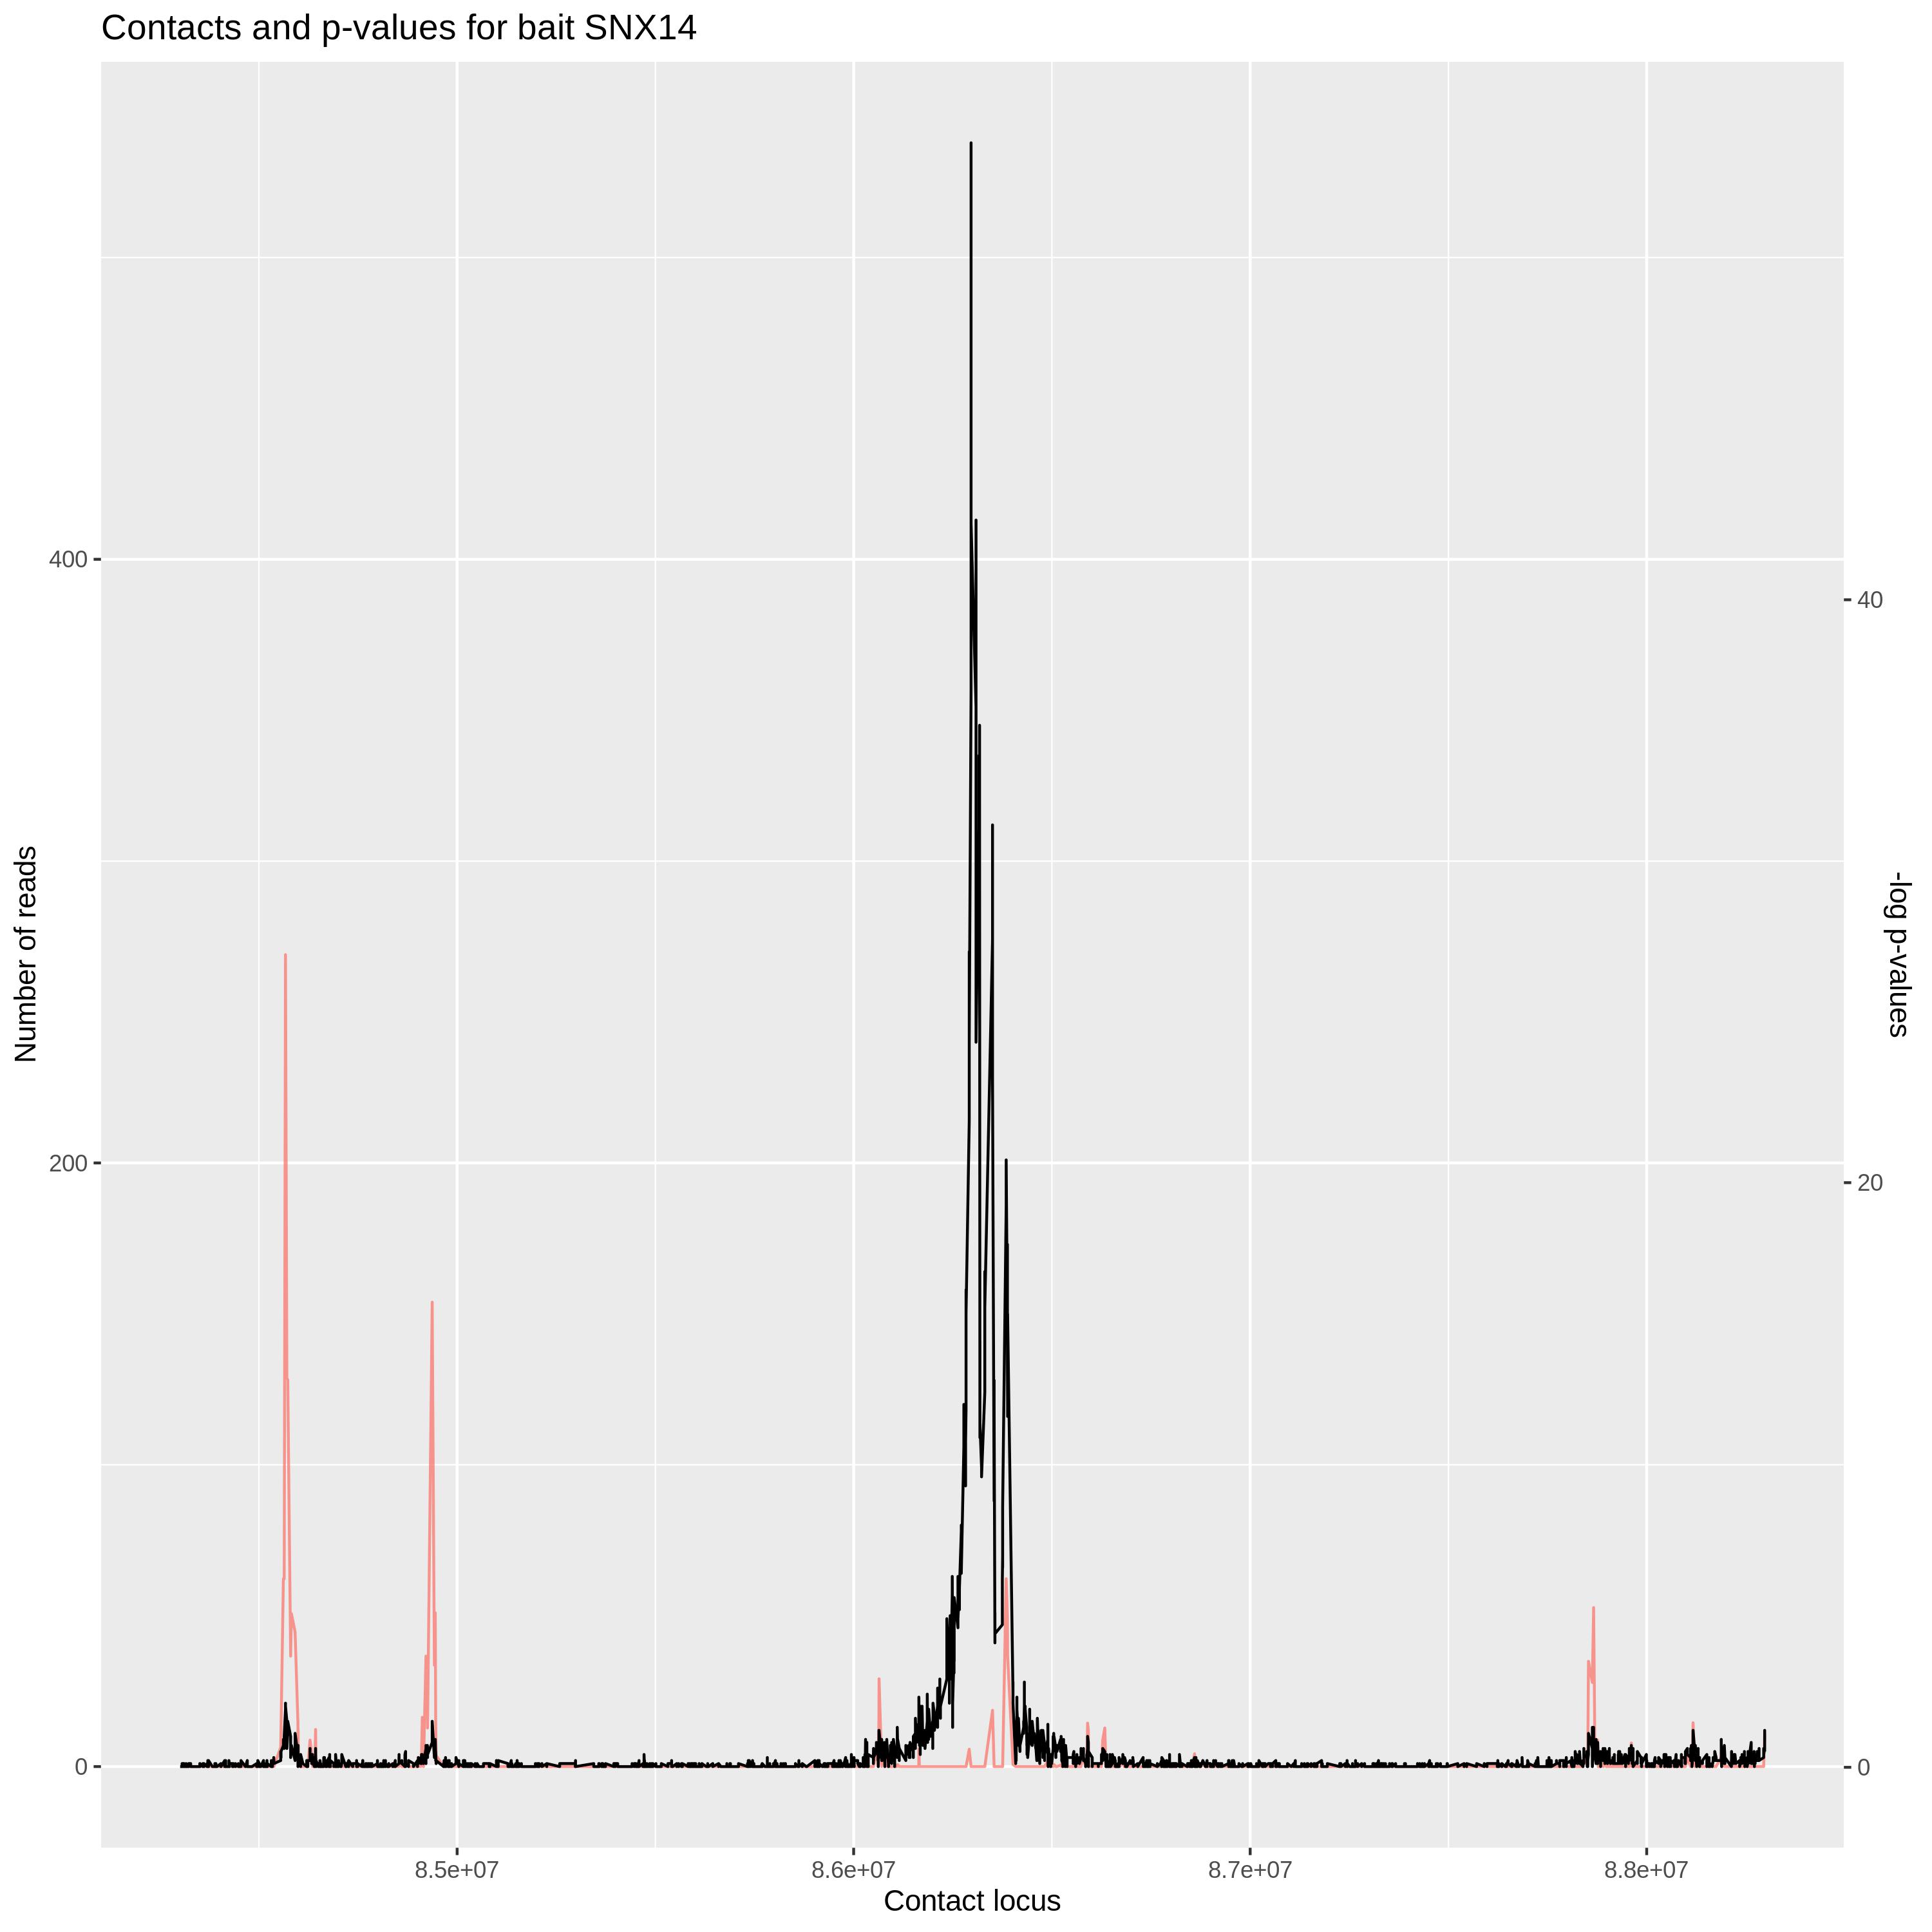 Contacts and p-values for bait SNX14
Number of reads
400
200
0
40
20
0
-log p-values
8.5e+07
8.6e+07
8.7e+07
8.8e+07
Contact locus